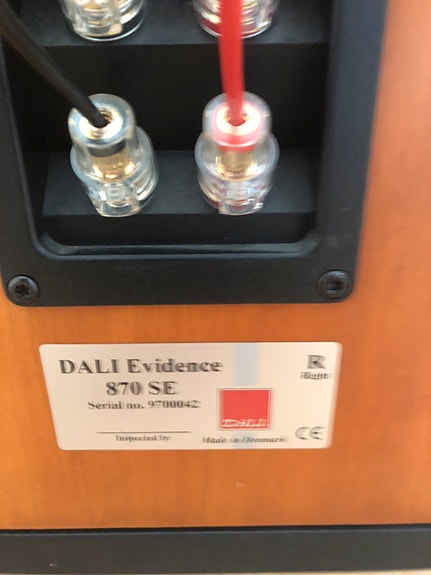 DALI Evidence
870 SE
Serial no. 9700042
Inspected by
DALI
Made in Denmark
CE
R
Right